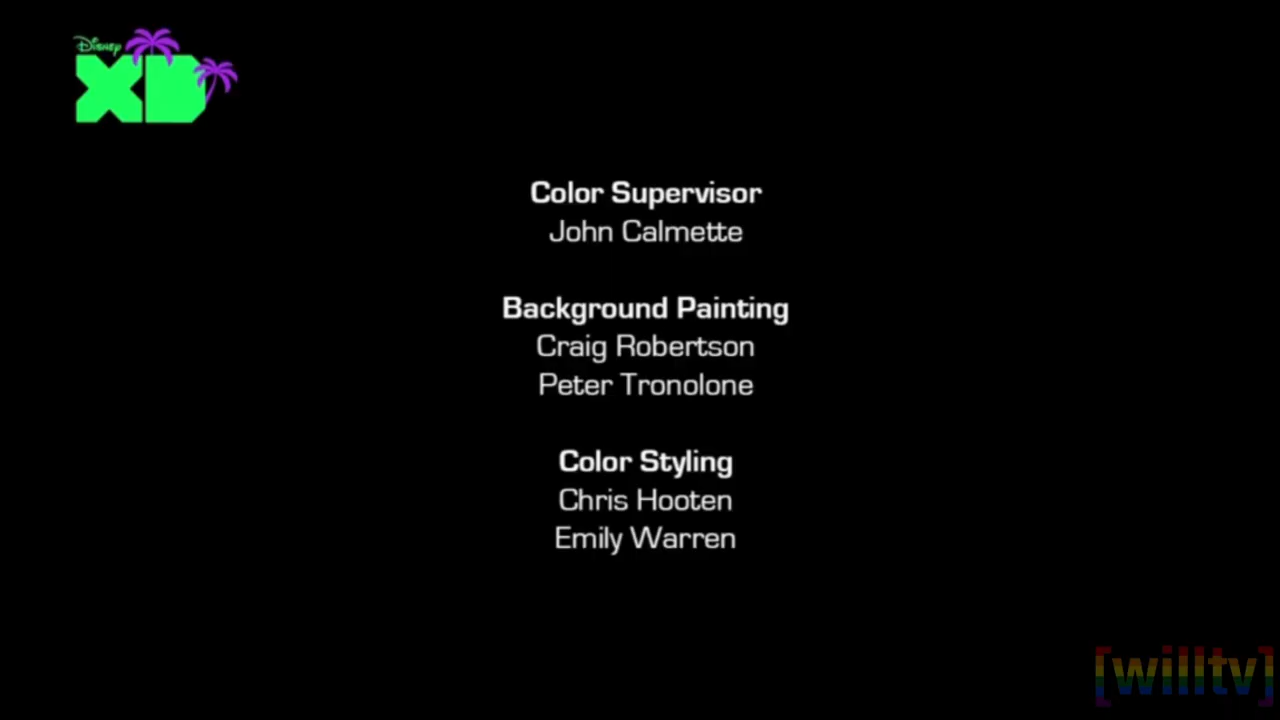 Disney
XD
Color Supervisor
John Calmette
Background Painting
Craig Robertson
Peter Tronolone
Color Styling
Chris Hooten
Emily Warren
[willtv]